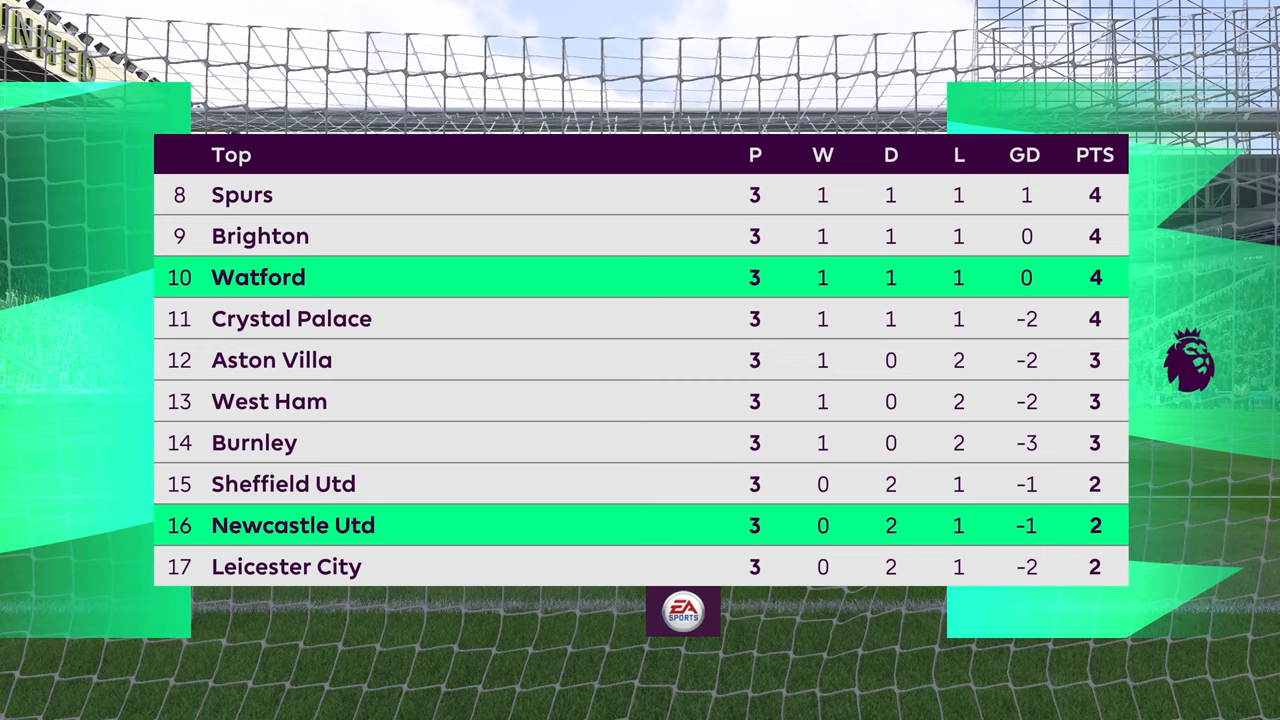 UNITED
Top P W D L GD PTS
8 Spurs 3 1 1 1 1 4
9 Brighton 3 1 1 1 0 4
10 Watford 3 1 1 1 0 4
11 Crystal Palace 3 1 1 1 -2 4
12 Aston Villa 3 1 0 2 -2 3
13 West Ham 3 1 0 2 -2 3
14 Burnley 3 1 0 2 -3 3
15 Sheffield Utd 3 0 2 1 -1 2
16 Newcastle Utd 3 0 2 1 -1 2
17 Leicester City 3 0 2 1 -2 2
EA
SPORTS